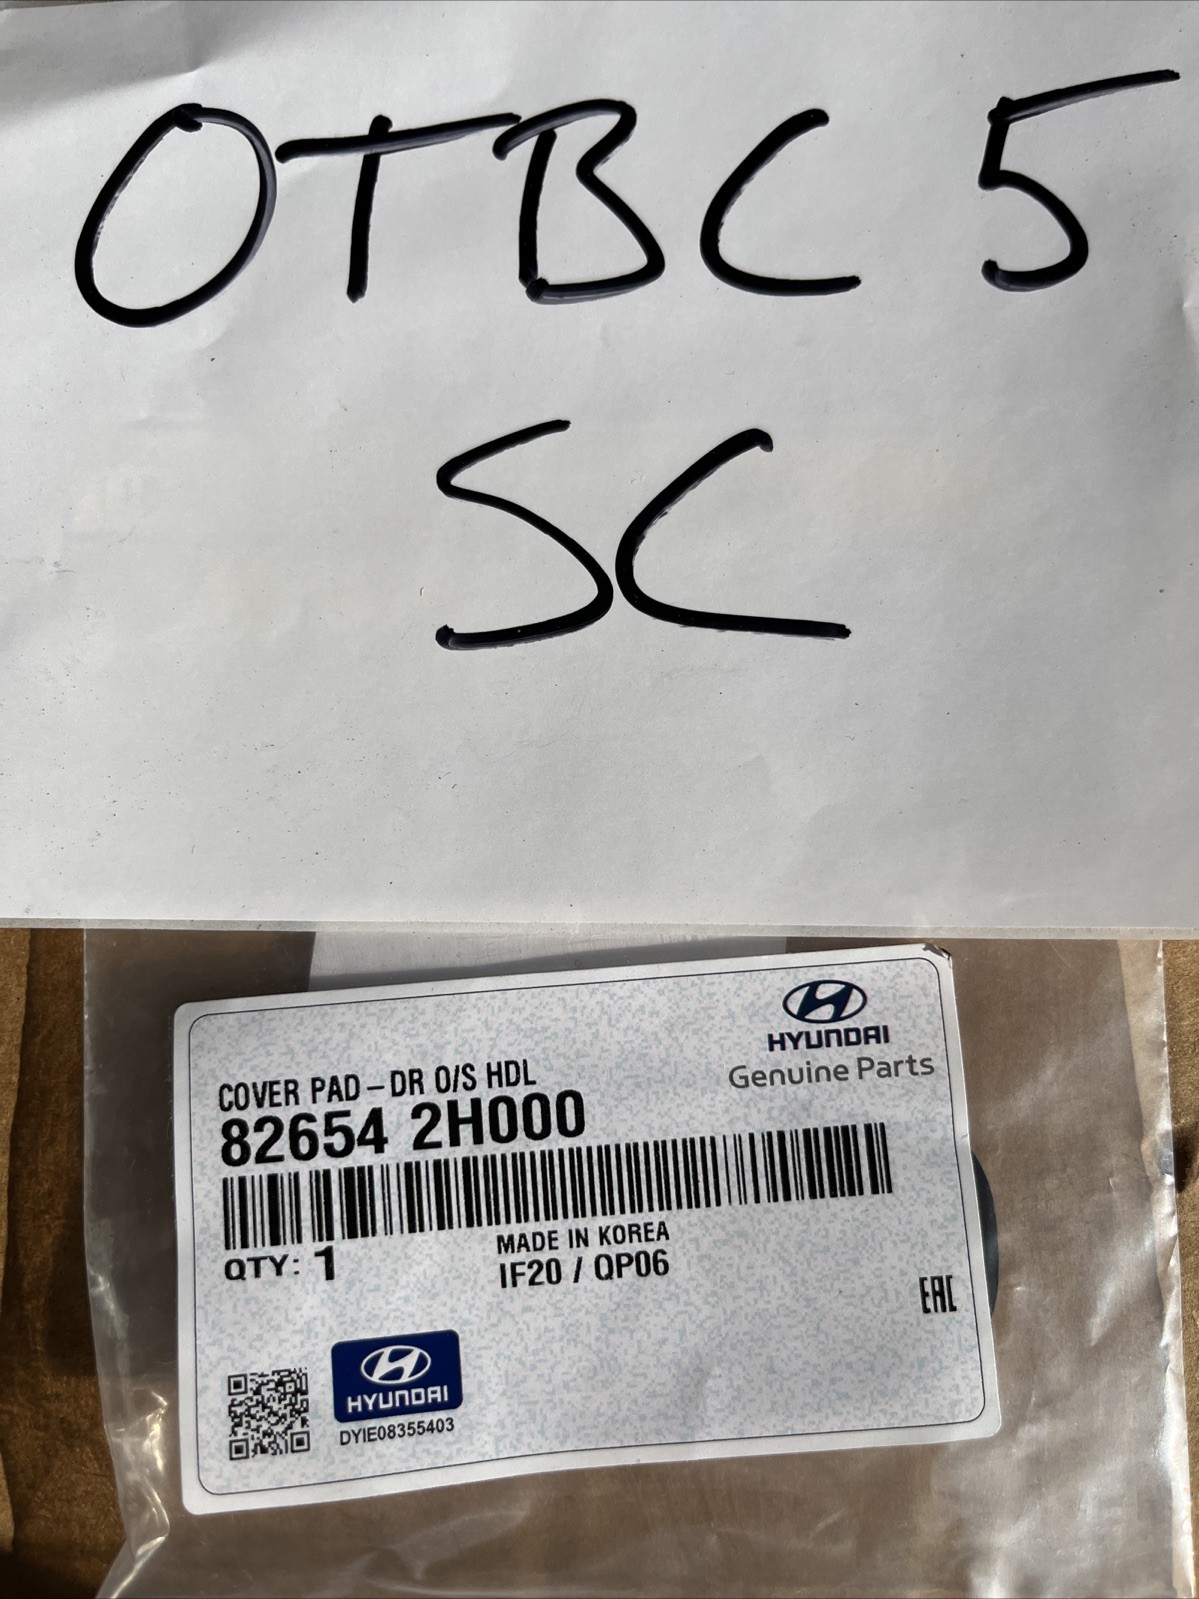 OTBC 5
SC
HYUNDAI
Genuine Parts
COVER PAD-DR O/S HDL
82654 2H000
MADE IN KOREA
QTY: 1
IF20 / QP06
EAC
HYUNDAI
DYIE08355403